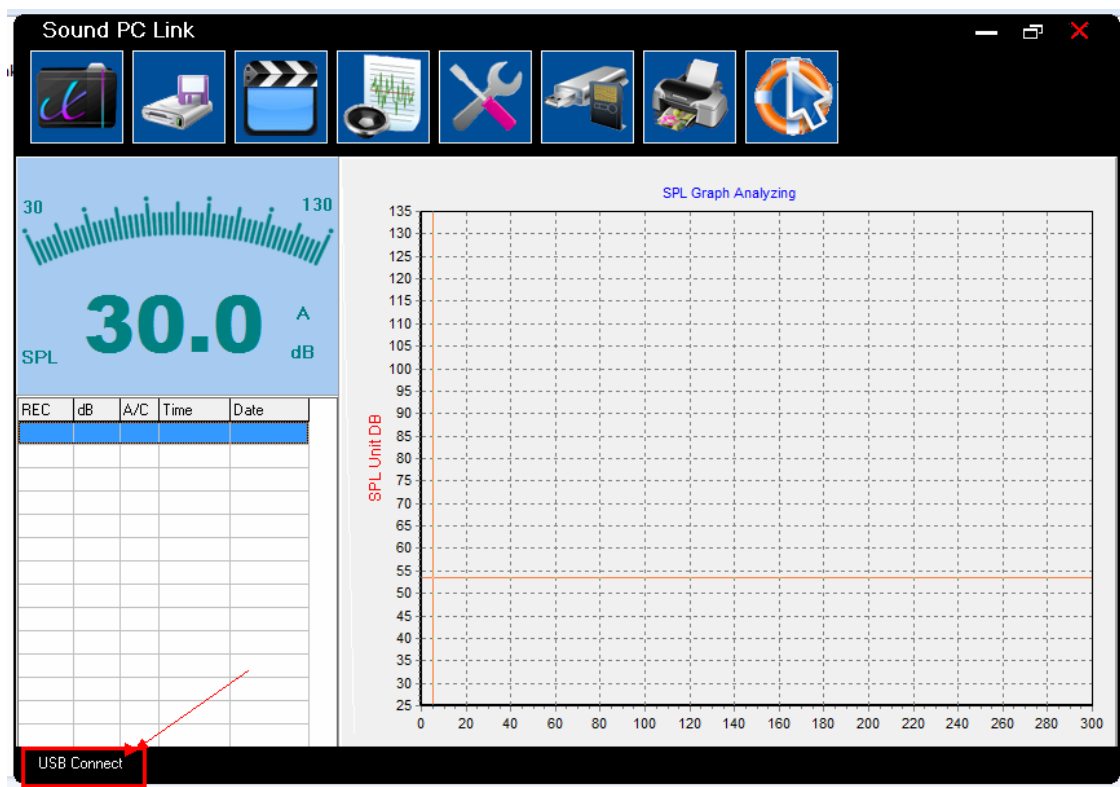 Sound PC Link
30
130
30.0
A
SPL
dB
REC dB A/C Time Date
SPL Graph Analyzing
SPL Unit DB
135
130
125
120
115
110
105
100
95
90
85
80
75
70
65
60
55
50
45
40
35
30
25
0 20 40 60 80 100 120 140 160 180 200 220 240 260 280 300
USB Connect